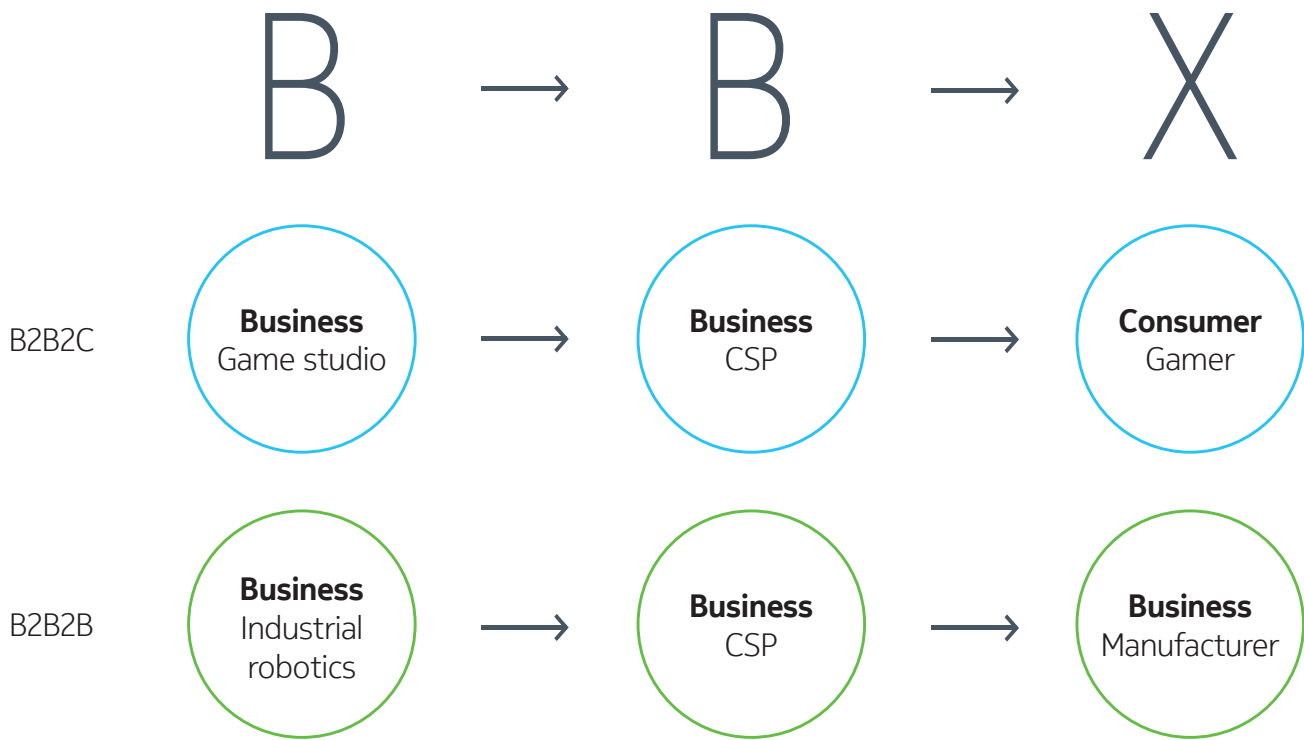 B B X
B2B2C
Business
Game studio
Business
CSP
Consumer
Gamer
B2B2B
Business
Industrial
robotics
Business
CSP
Business
Manufacturer